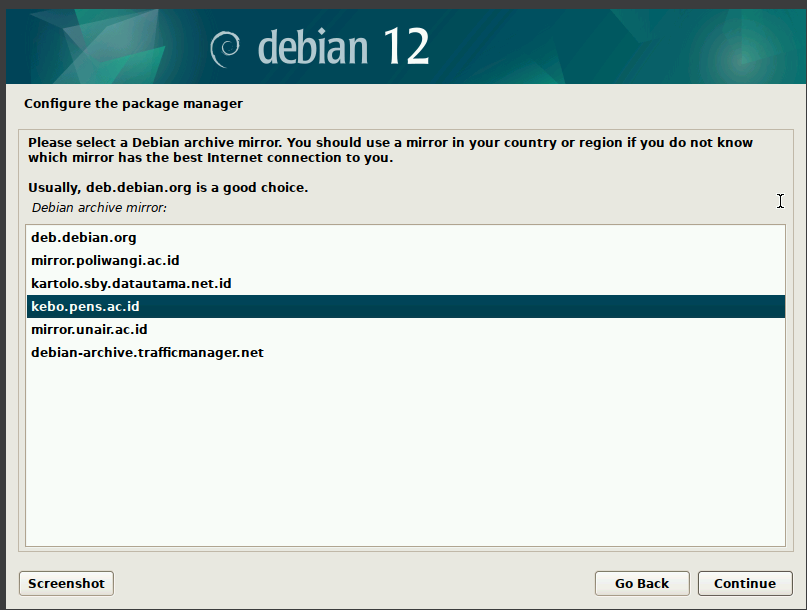 debian 12
Configure the package manager
Please select a Debian archive mirror. You should use a mirror in your country or region if you do not know
which mirror has the best Internet connection to you.
Usually, deb.debian.org is a good choice.
Debian archive mirror:
deb.debian.org
mirror.poliwangi.ac.id
kartolo.sby.datautama.net.id
kebo.pens.ac.id
mirror.unair.ac.id
debian-archive.trafficmanager.net
Screenshot
Go Back
Continue